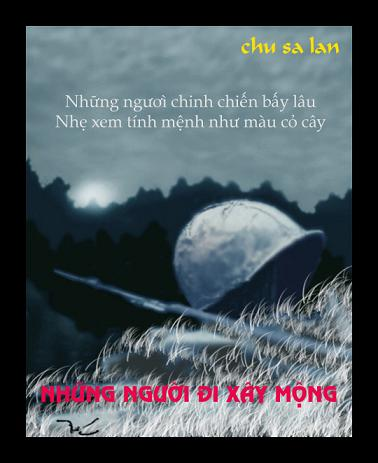 chu sa lan
Những người chinh chiến bấy lâu
Nhẹ xem tính mệnh như màu cỏ cây
NHỮNG NGƯỜI ĐI XÂY MỘNG